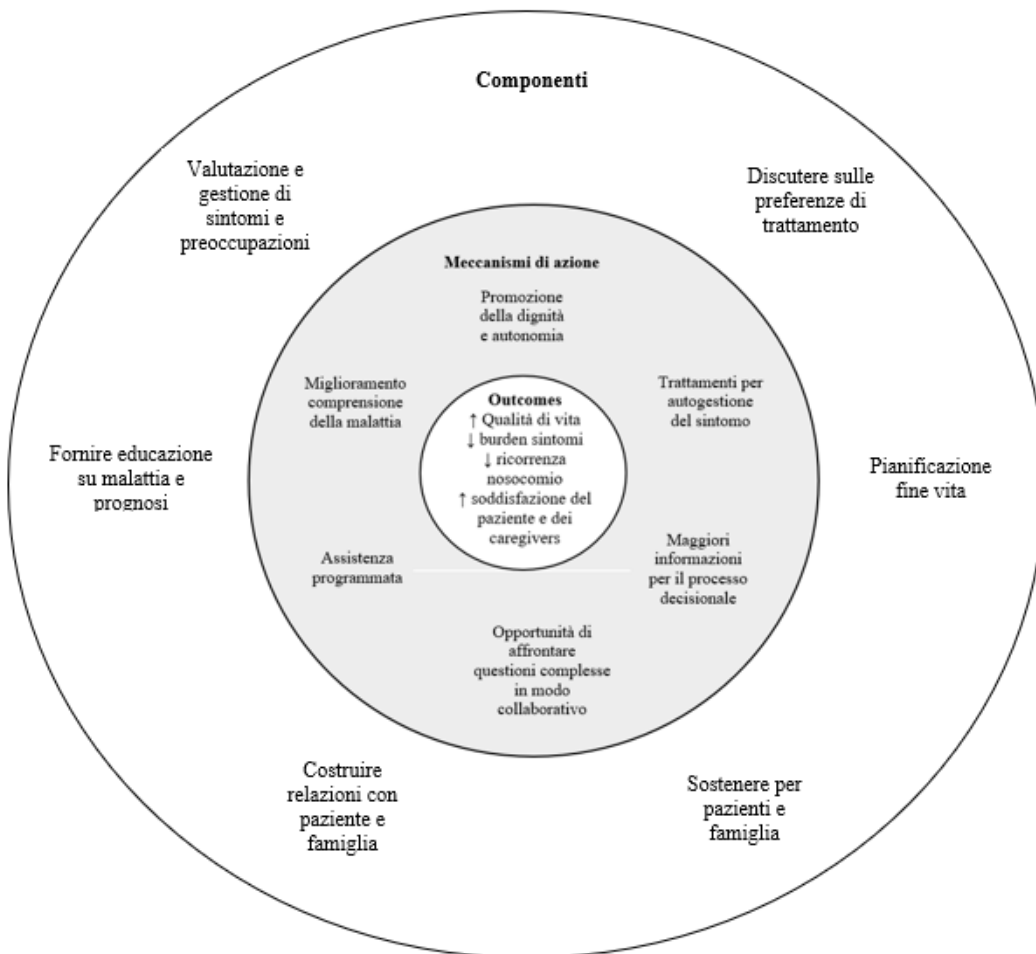 Componenti
Valutazione e
gestione di
sintomi e
preoccupazioni
Discutere sulle
preferenze di
trattamento
Fornire educazione
su malattia e
prognosi
Pianificazione
fine vita
Costruire
relazioni con
paziente e
famiglia
Sostenere per
pazienti e
famiglia
Meccanismi di azione
Promozione
della dignità
e autonomia
Miglioramento
comprensione
della malattia
Trattamenti per
autogestione
del sintomo
Assistenza
programmata
Maggiori
informazioni
per il processo
decisionale
Opportunità di
affrontare
questioni complesse
in modo
collaborativo
Outcomes
↑ Qualità di vita
↓ burden sintomi
↓ ricorrenza
nosocomio
↑ soddisfazione del
paziente e dei
caregivers